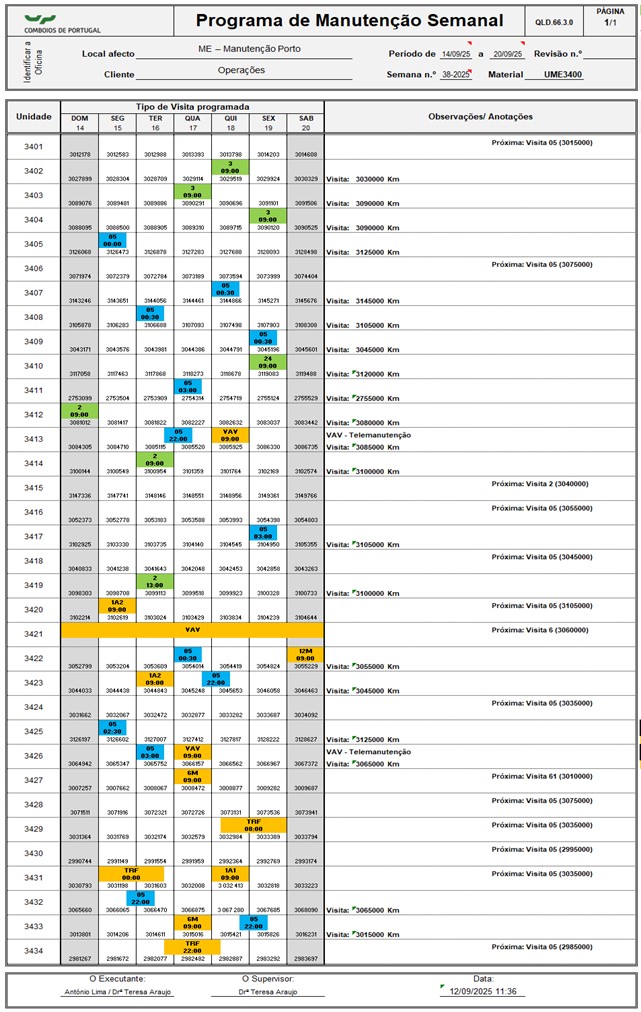 CP
COMBOIOS DE PORTUGAL
Programa de Manutenção Semanal
QLD.66.3.0
PÁGINA
1/1
Identificar a Oficina
Local afecto ME – Manutenção Porto Período de 14/09/25 a 20/09/25 Revisão n.º
Cliente Operações Semana n.º 38-2025 Material UME3400
Unidade Tipo de Visita programada Observações/ Anotações
DOM SEG TER QUA QUI SEX SAB
14 15 16 17 18 19 20
3401 Próxima: Visita 05 (3015000)
3012178 3012583 3012988 3013393 3013798 3014203 3014608
3402 3 09:00
3027899 3028304 3028709 3029114 3029519 3029924 3030329 Visita: 3030000 Km
3403 3 09:00
3089076 3089481 3089886 3090291 3090696 3091101 3091506 Visita: 3090000 Km
3404 3 09:00
3088095 3088500 3088905 3089310 3089715 3090120 3090525 Visita: 3090000 Km
3405 05 00:00
3126068 3126473 3126878 3127283 3127688 3128093 3128498 Visita: 3125000 Km
3406 Próxima: Visita 05 (3075000)
3071974 3072379 3072784 3073189 3073594 3073999 3074404
3407 05 00:30
3143246 3143651 3144056 3144461 3144866 3145271 3145676 Visita: 3145000 Km
3408 05 00:30
3105878 3106283 3106688 3107093 3107498 3107903 3108308 Visita: 3105000 Km
3409 05 00:30
3043171 3043576 3043981 3044386 3044791 3045196 3045601 Visita: 3045000 Km
3410 24 09:00
3117058 3117463 3117868 3118273 3118678 3119083 3119488 Visita: 3120000 Km
3411 05 03:00
2753099 2753504 2753909 2754314 2754719 2755124 2755529 Visita: 2755000 Km
3412 2 09:00
3081012 3081417 3081822 3082227 3082632 3083037 3083442 Visita: 3080000 Km
3413 05 22:00 VAV 09:00 VAV - Telemanutenção
3084305 3084710 3085115 3085520 3085925 3086330 3086735 Visita: 3085000 Km
3414 2 09:00
3100144 3100549 3100954 3101359 3101764 3102169 3102574 Visita: 3100000 Km
3415 Próxima: Visita 2 (3040000)
3147336 3147741 3148146 3148551 3148956 3149361 3149766
3416 Próxima: Visita 05 (3055000)
3052373 3052778 3053183 3053588 3053993 3054398 3054803
3417 05 03:00
3102925 3103330 3103735 3104140 3104545 3104950 3105355 Visita: 3105000 Km
3418 Próxima: Visita 05 (3045000)
3040833 3041238 3041643 3042048 3042453 3042858 3043263
3419 2 13:00
3098303 3098708 3099113 3099518 3099923 3100328 3100733 Visita: 3100000 Km
3420 1A2 09:00 Próxima: Visita 05 (3105000)
3102214 3102619 3103024 3103429 3103834 3104239 3104644
3421 VAV Próxima: Visita 6 (3060000)
3422 05 00:30 12M 09:00
3052799 3053204 3053609 3054014 3054419 3054824 3055229 Visita: 3055000 Km
3423 1A2 09:00 05 22:00
3044033 3044438 3044843 3045248 3045653 3046058 3046463 Visita: 3045000 Km
3424 Próxima: Visita 05 (3035000)
3031662 3032067 3032472 3032877 3033282 3033687 3034092
3425 05 02:30
3126197 3126602 3127007 3127412 3127817 3128222 3128627 Visita: 3125000 Km
3426 05 03:00 VAV 09:00 VAV - Telemanutenção
3064942 3065347 3065752 3066157 3066562 3066967 3067372 Visita: 3065000 Km
3427 6M 09:00 Próxima: Visita 61 (3010000)
3007257 3007662 3008067 3008472 3008877 3009282 3009687
3428 Próxima: Visita 05 (3075000)
3071511 3071916 3072321 3072726 3073131 3073536 3073941
3429 TRF 08:00 Próxima: Visita 05 (3035000)
3031364 3031769 3032174 3032579 3032984 3033389 3033794
3430 Próxima: Visita 05 (2995000)
2990744 2991149 2991554 2991959 2992364 2992769 2993174
3431 TRF 00:00 1A1 09:00 Próxima: Visita 05 (3035000)
3030793 3031198 3031603 3032008 3 032 413 3032818 3033223
3432 05 22:00
3065660 3066065 3066470 3066875 3 067 280 3067685 3068090 Visita: 3065000 Km
3433 6M 09:00 05 22:00
3013801 3014206 3014611 3015016 3015421 3015826 3016231 Visita: 3015000 Km
3434 TRF 22:00 Próxima: Visita 05 (2985000)
2981267 2981672 2982077 2982482 2982887 2983292 2983697
O Executante: O Supervisor: Data:
António Lima / Drª Teresa Araujo Drª Teresa Araujo 12/09/2025 11:36